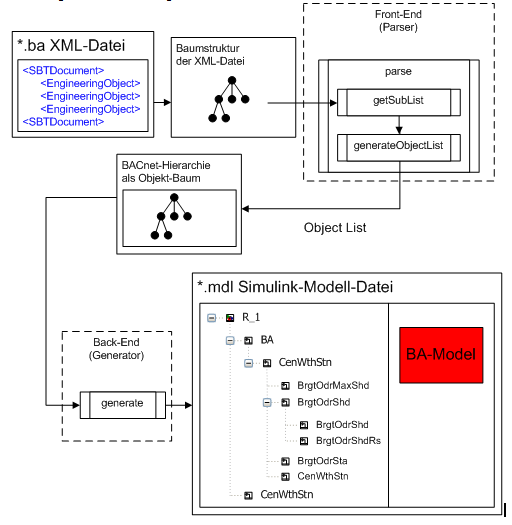 Front-End
(Parser)
*.ba XML-Datei
<SBTDocument>
<EngineeringObject>
<EngineeringObject>
<EngineeringObject>
<SBTDocument>
Baumstruktur
der XML-Datei
parse
getSubList
generateObjectList
BACnet-Hierarchie
als Objekt-Baum
Object List
*.mdl Simulink-Modell-Datei
R_1
BA
CenWthStn
BrgtOdrMaxShd
BrgtOdrShd
BrgtOdrShd
BrgtOdrShdRs
BrgtOdrSta
CenWthStn
CenWthStn
BA-Model
Back-End
(Generator)
generate